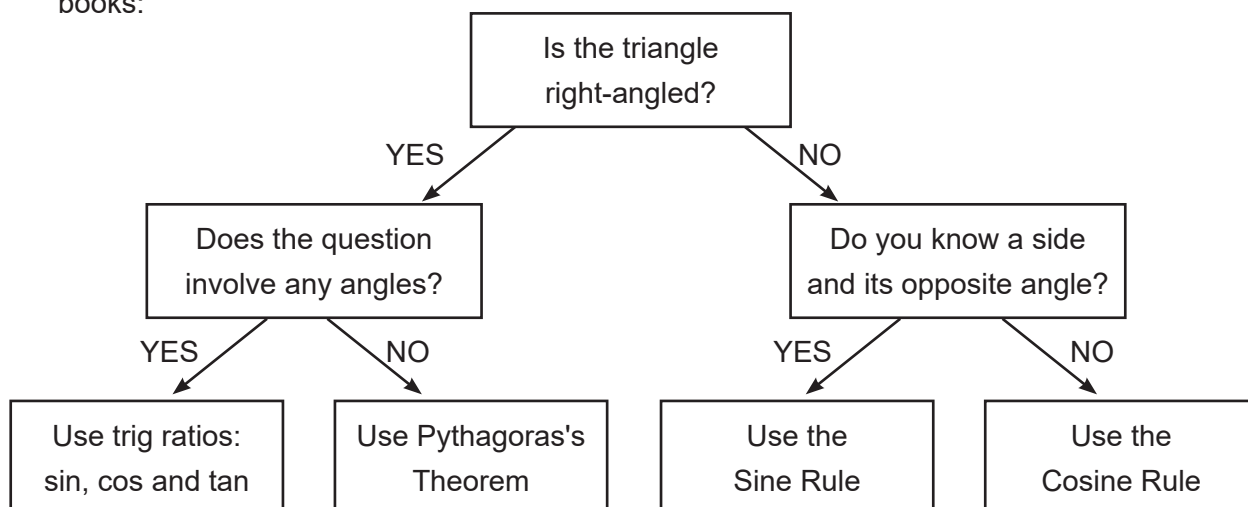 books:
Is the triangle
right-angled?
YES
NO
Does the question
involve any angles?
Do you know a side
and its opposite angle?
YES
NO
YES
NO
Use trig ratios:
sin, cos and tan
Use Pythagoras's
Theorem
Use the
Sine Rule
Use the
Cosine Rule